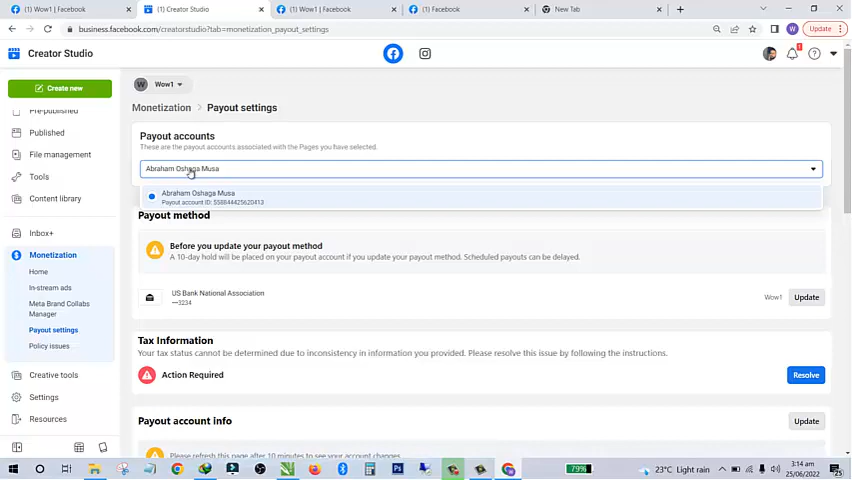 (1) Wow1 | Facebook
(1) Creator Studio
(1) Wow1 | Facebook
(1) Facebook
New Tab
business.facebook.com/creatorstudio?tab=monetization_payout_settings
W
Update
Creator Studio
1
Create new
Pre-published
Published
File management
Tools
Content library
Inbox+
Monetization
Home
In-stream ads
Meta Brand Collabs
Manager
Payout settings
Policy issues
Creative tools
Settings
Resources
W
Wow1
Monetization
Payout settings
Payout accounts
These are the payout accounts associated with the Pages you have selected.
Abraham Oshaga Musa
Abraham Oshaga Musa
Payout account ID: 558844425620413
Payout method
Before you update your payout method
A 10-day hold will be placed on your payout account if you update your payout method. Scheduled payouts can be delayed.
US Bank National Association
—3234
Wow1
Update
Tax Information
Your tax status cannot be determined due to inconsistency in information you provided. Please resolve this issue by following the instructions.
Action Required
Resolve
Payout account info
Update
Please refresh this page after 10 minutes to see your account changes.
79%
23°C Light rain
3:14 pm
25/06/2022